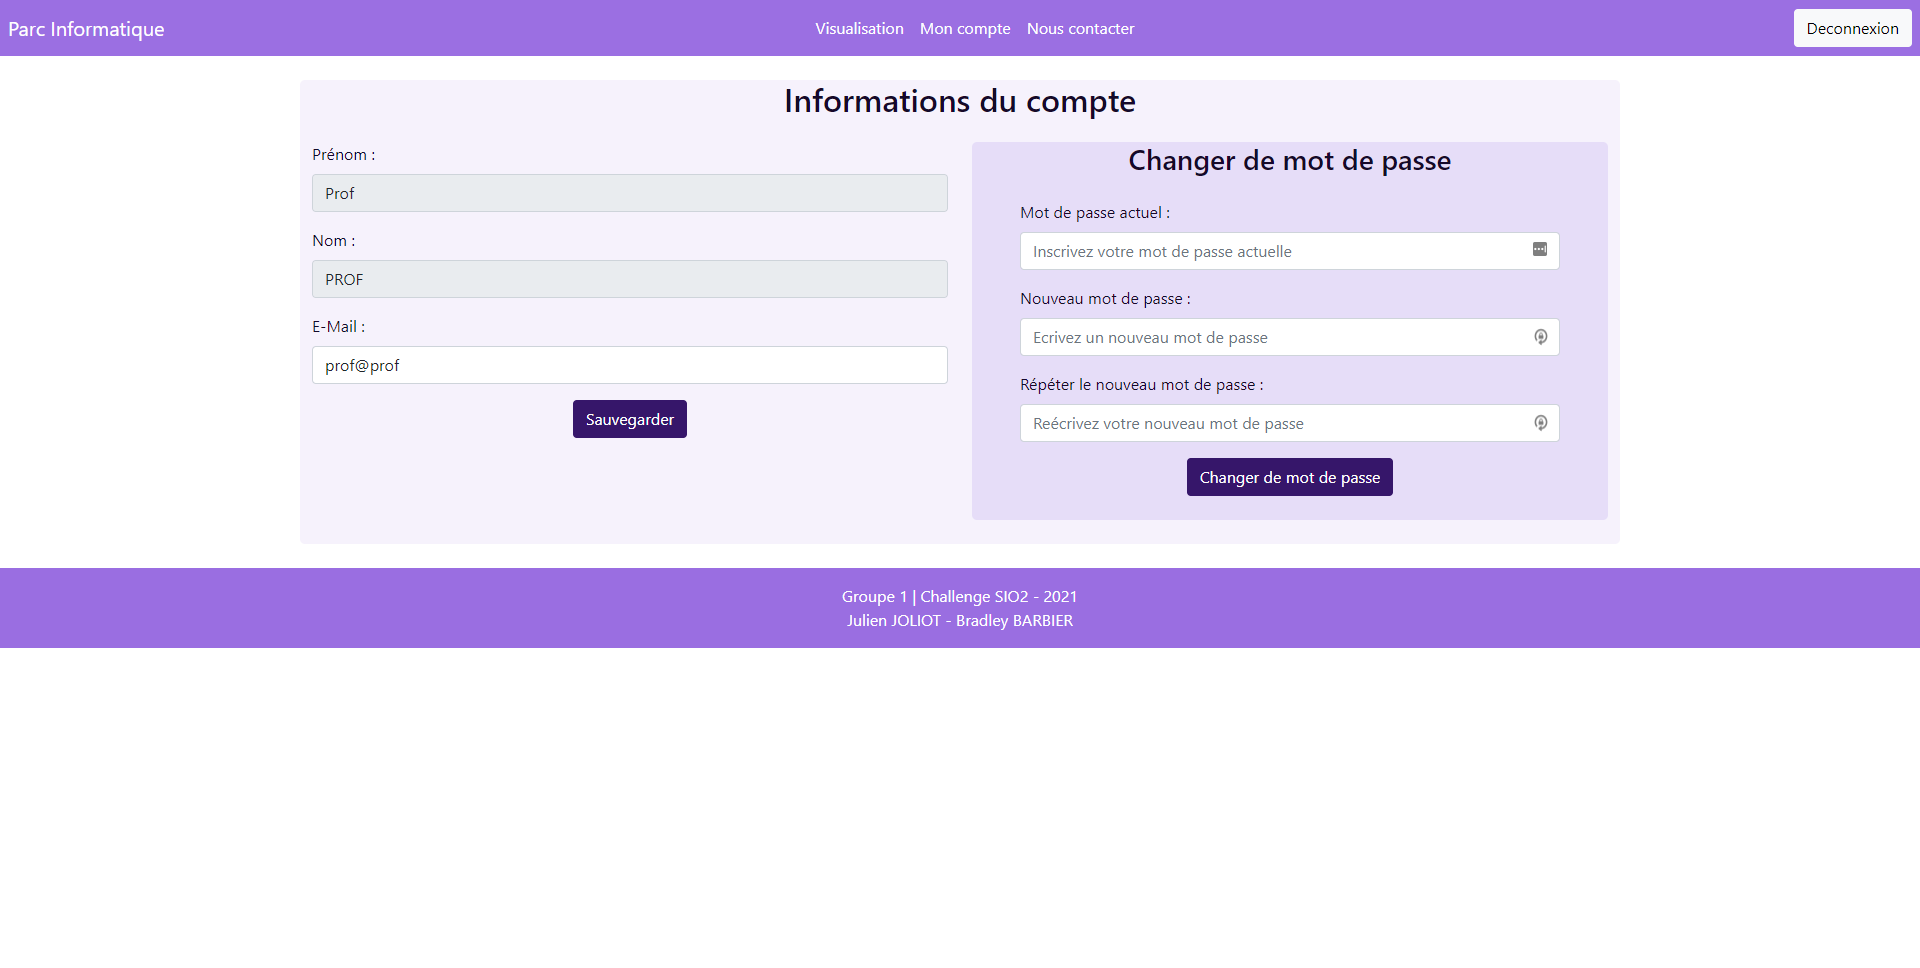 Parc Informatique
Visualisation Mon compte Nous contacter
Deconnexion
Informations du compte
Prénom :
Prof
Nom :
PROF
E-Mail :
prof@prof
Sauvegarder
Changer de mot de passe
Mot de passe actuel :
Inscrivez votre mot de passe actuelle
Nouveau mot de passe :
Ecrivez un nouveau mot de passe
Répéter le nouveau mot de passe :
Reécrivez votre nouveau mot de passe
Changer de mot de passe
Groupe 1 | Challenge SIO2 - 2021
Julien JOLIOT - Bradley BARBIER